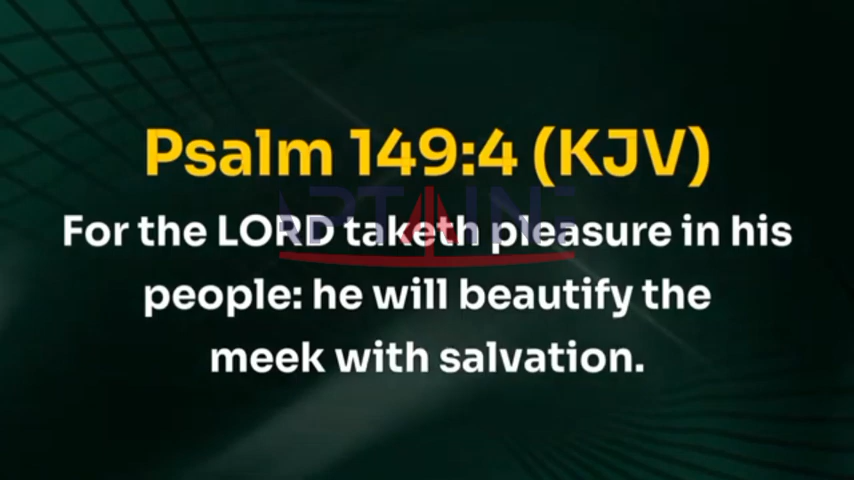 Psalm 149:4 (KJV)
For the LORD taketh pleasure in his
people: he will beautify the
meek with salvation.